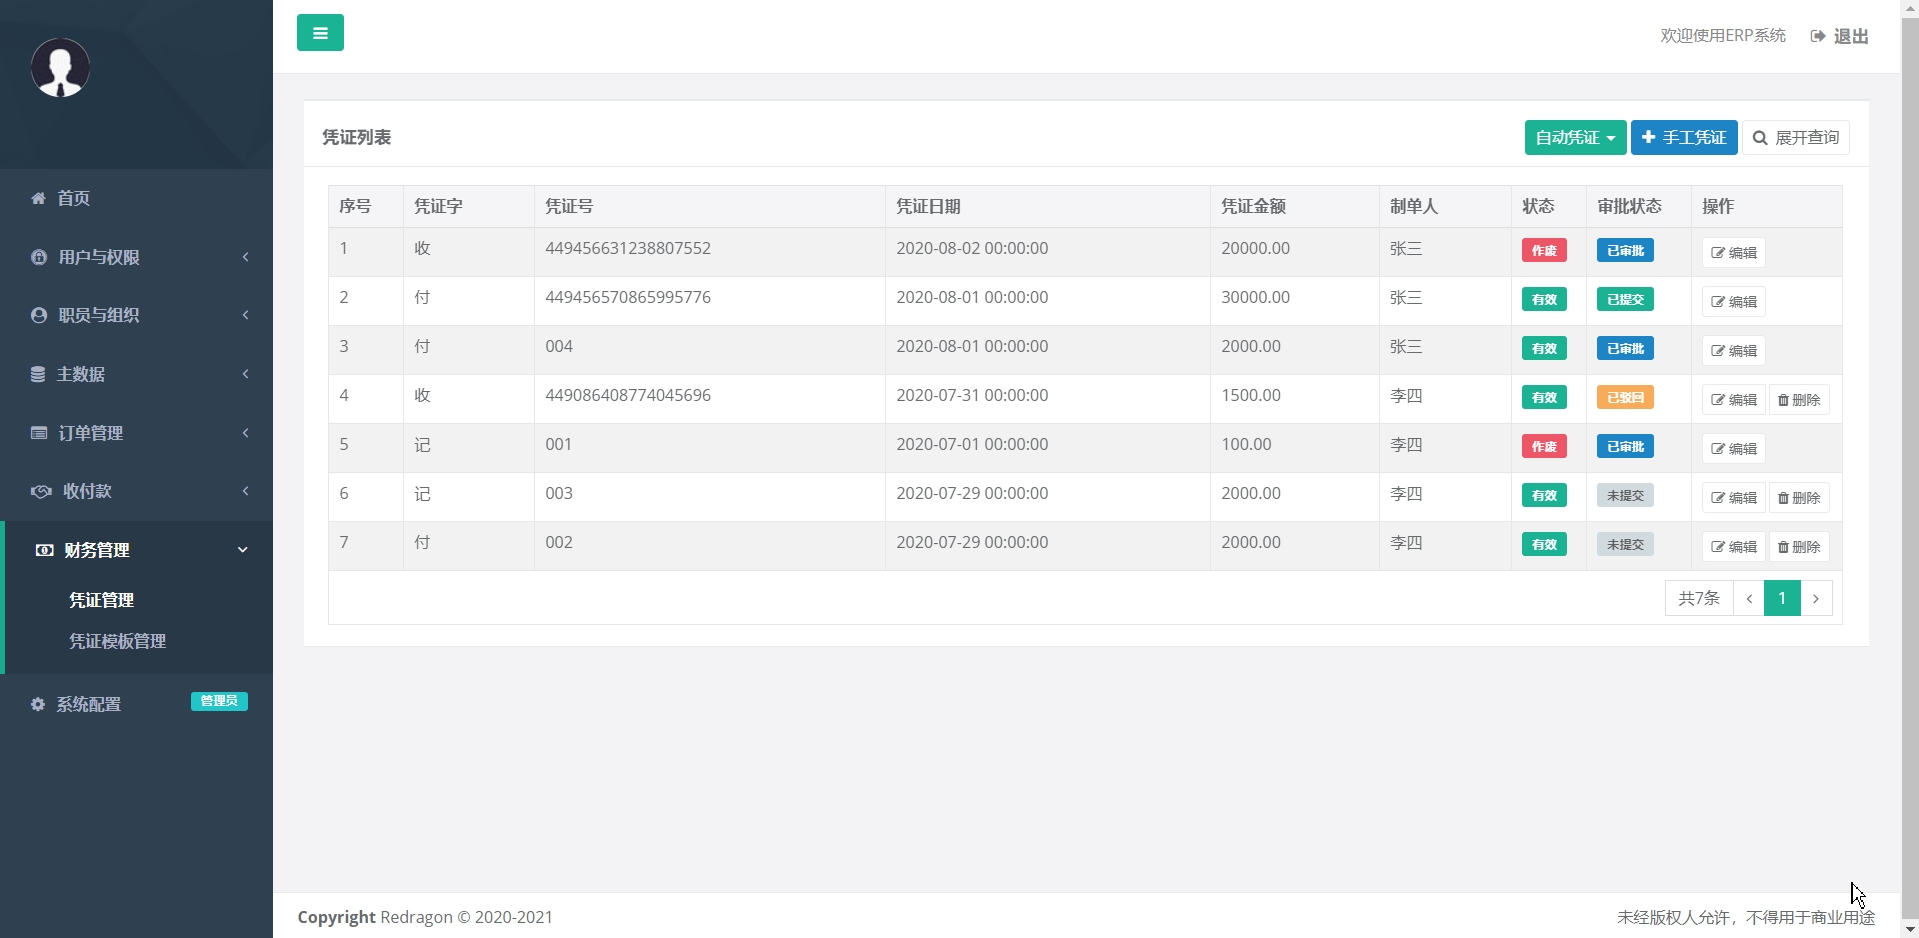 欢迎使用ERP系统 退出
首页
用户与权限
职员与组织
主数据
订单管理
收付款
财务管理
凭证管理
凭证模板管理
系统配置 管理员
凭证列表 自动凭证 手工凭证 展开查询
序号 凭证字 凭证号 凭证日期 凭证金额 制单人 状态 审批状态 操作
1 收 449456631238807552 2020-08-02 00:00:00 20000.00 张三 作废 已审批 编辑
2 付 449456570865995776 2020-08-01 00:00:00 30000.00 张三 有效 已提交 编辑
3 付 004 2020-08-01 00:00:00 2000.00 张三 有效 已审批 编辑
4 收 449086408774045696 2020-07-31 00:00:00 1500.00 李四 有效 已驳回 编辑 删除
5 记 001 2020-07-01 00:00:00 100.00 李四 作废 已审批 编辑
6 记 003 2020-07-29 00:00:00 2000.00 李四 有效 未提交 编辑 删除
7 付 002 2020-07-29 00:00:00 2000.00 李四 有效 未提交 编辑 删除
共7条 ‹ 1 ›
Copyright Redragon © 2020-2021 未经版权人允许，不得用于商业用途